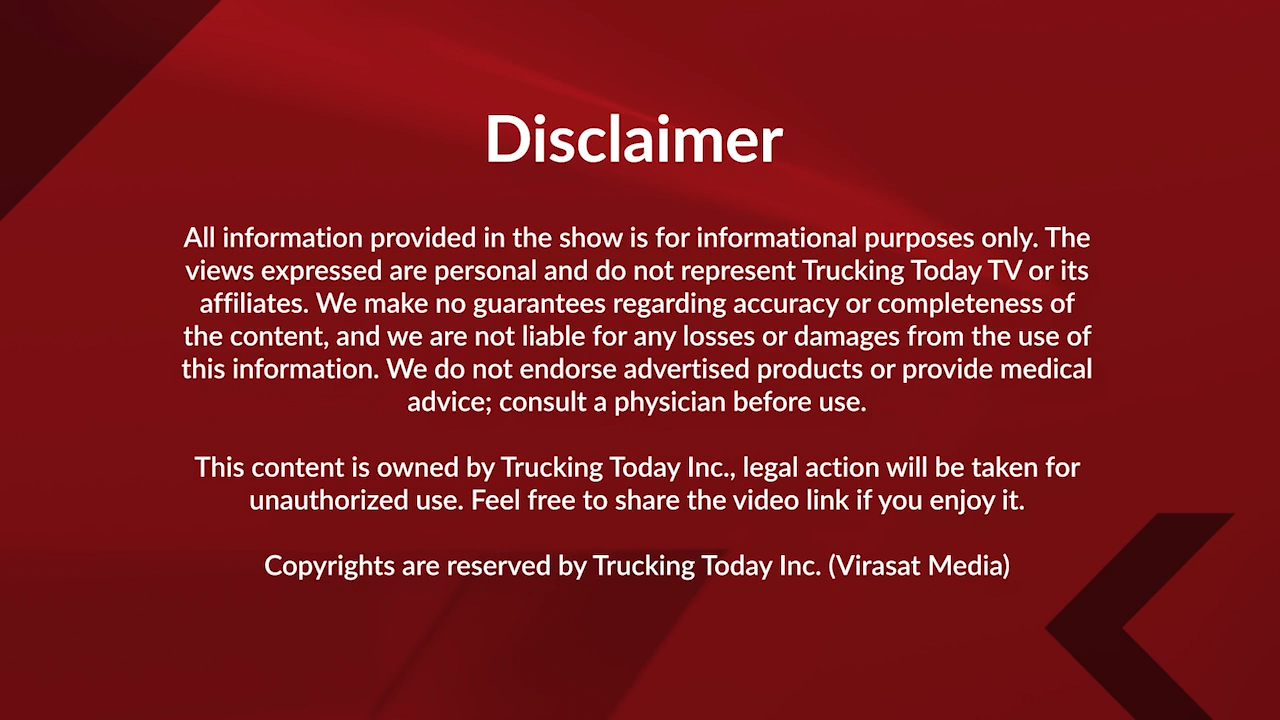 Disclaimer
All information provided in the show is for informational purposes only. The
views expressed are personal and do not represent Trucking Today TV or its
affiliates. We make no guarantees regarding accuracy or completeness of
the content, and we are not liable for any losses or damages from the use of
this information. We do not endorse advertised products or provide medical
advice; consult a physician before use.
This content is owned by Trucking Today Inc., legal action will be taken for
unauthorized use. Feel free to share the video link if you enjoy it.
Copyrights are reserved by Trucking Today Inc. (Virasat Media)